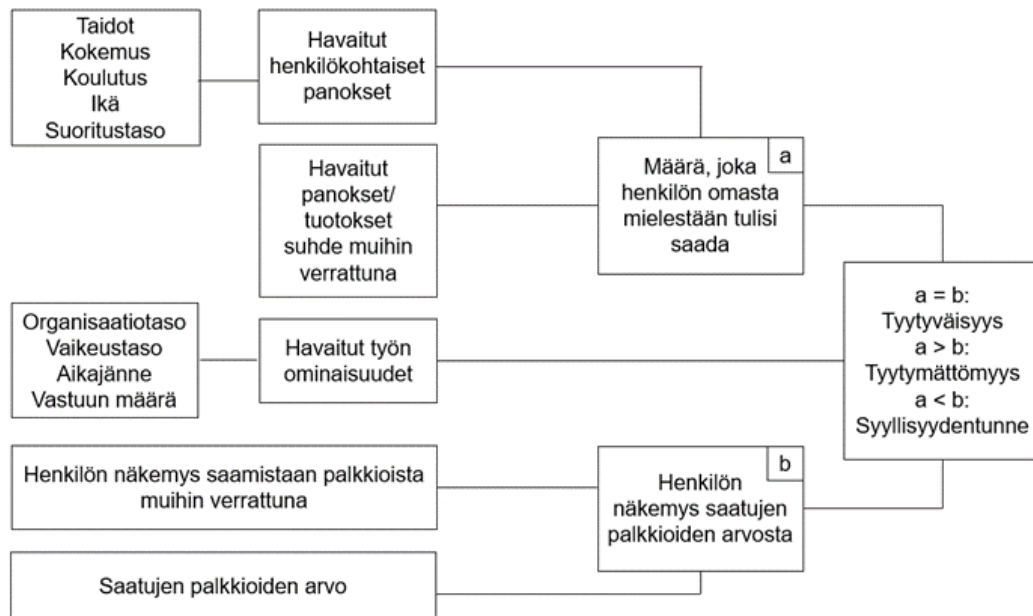 Taidot
Kokemus
Koulutus
Ikä
Suoritustaso
Havaitut
henkilökohtaiset
panokset
Havaitut
panokset/
tuotokset
suhde muihin
verrattuna
a
Määrä, joka
henkilön omasta
mielestään tulisi
saada
Organisaatiotaso
Vaikeustaso
Aikajänne
Vastuun määrä
Havaitut työn
ominaisuudet
a = b:
Tyytyväisyys
a > b:
Tyytymättömyys
a < b:
Syyllisyydentunne
Henkilön näkemys saamistaan palkkioista
muihin verrattuna
b
Henkilön
näkemys saatujen
palkkioiden arvosta
Saatujen palkkioiden arvo